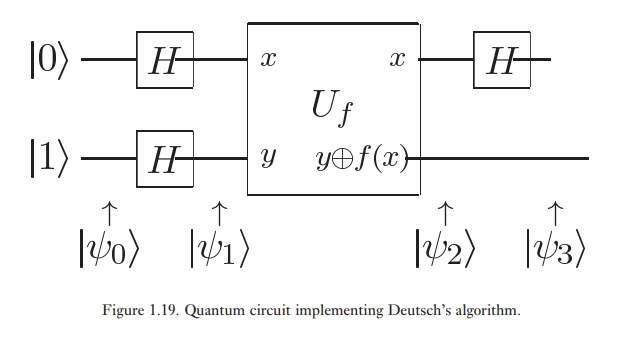 |0⟩ H x x H
U_f
|1⟩ H y y⊕f(x)
↑ ↑ ↑ ↑
|ψ₀⟩ |ψ₁⟩ |ψ₂⟩ |ψ₃⟩
Figure 1.19. Quantum circuit implementing Deutsch's algorithm.